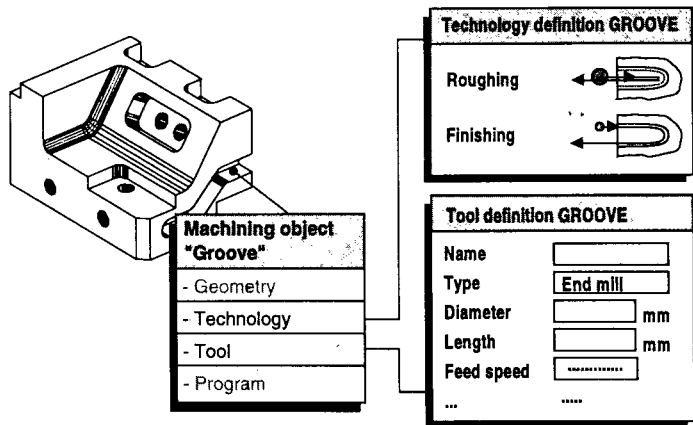 Technology definition GROOVE
Roughing
Finishing
Machining object
"Groove"
- Geometry
- Technology
- Tool
- Program
Tool definition GROOVE
Name
Type End mill
Diameter mm
Length mm
Feed speed .............
... .....